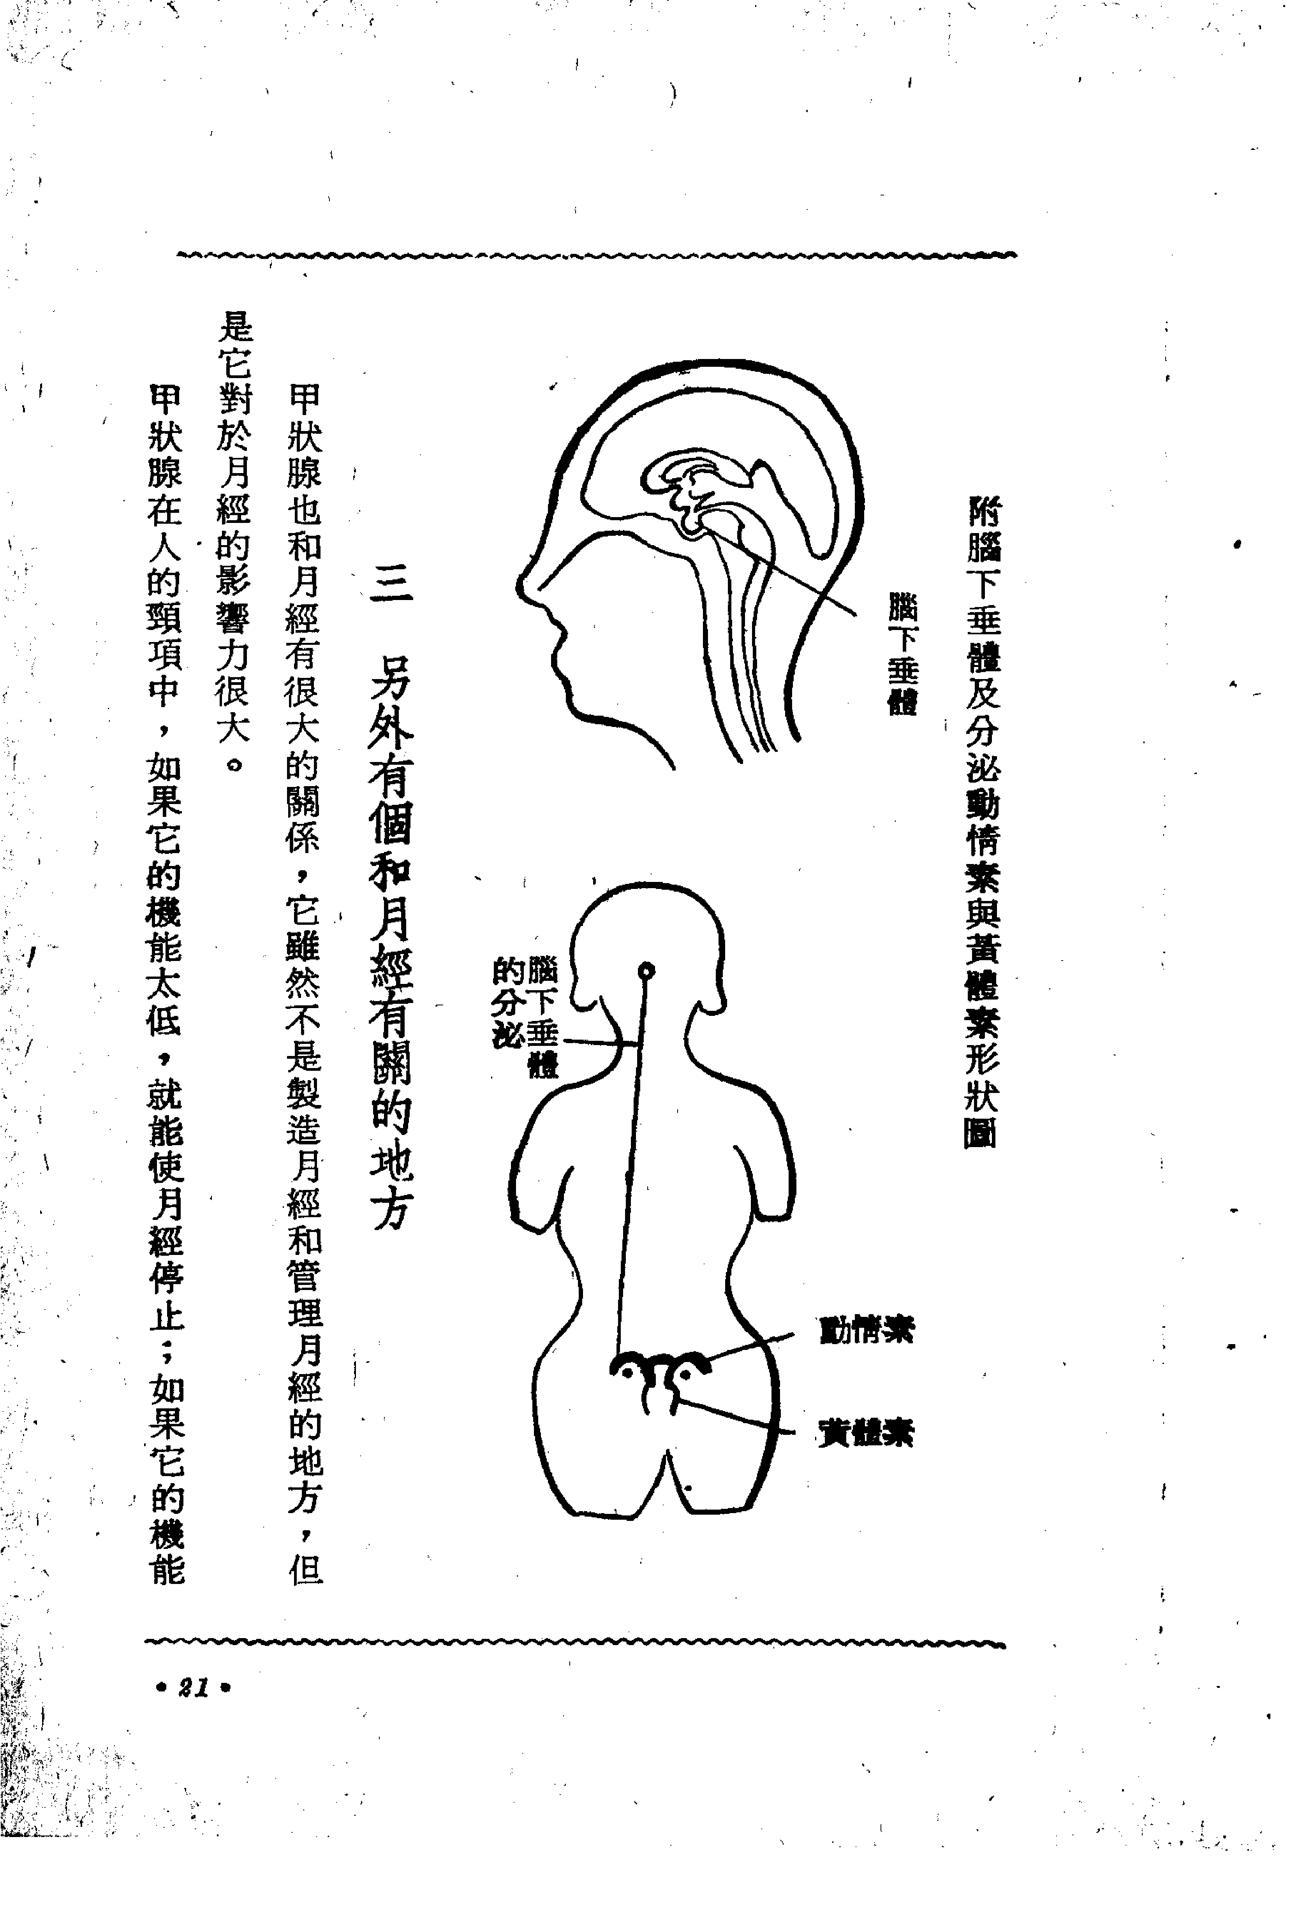 附腦下垂體及分泌動情素與黃體素形狀圖
腦下垂體
腦下垂體
的分泌
動情素
黃體素
三　另外有個和月經有關的地方
甲狀腺也和月經有很大的關係，它雖然不是製造月經和管理月經的地方，但
是它對於月經的影響力很大。
甲狀腺在人的頸項中，如果它的機能太低，就能使月經停止；如果它的機能
•21•